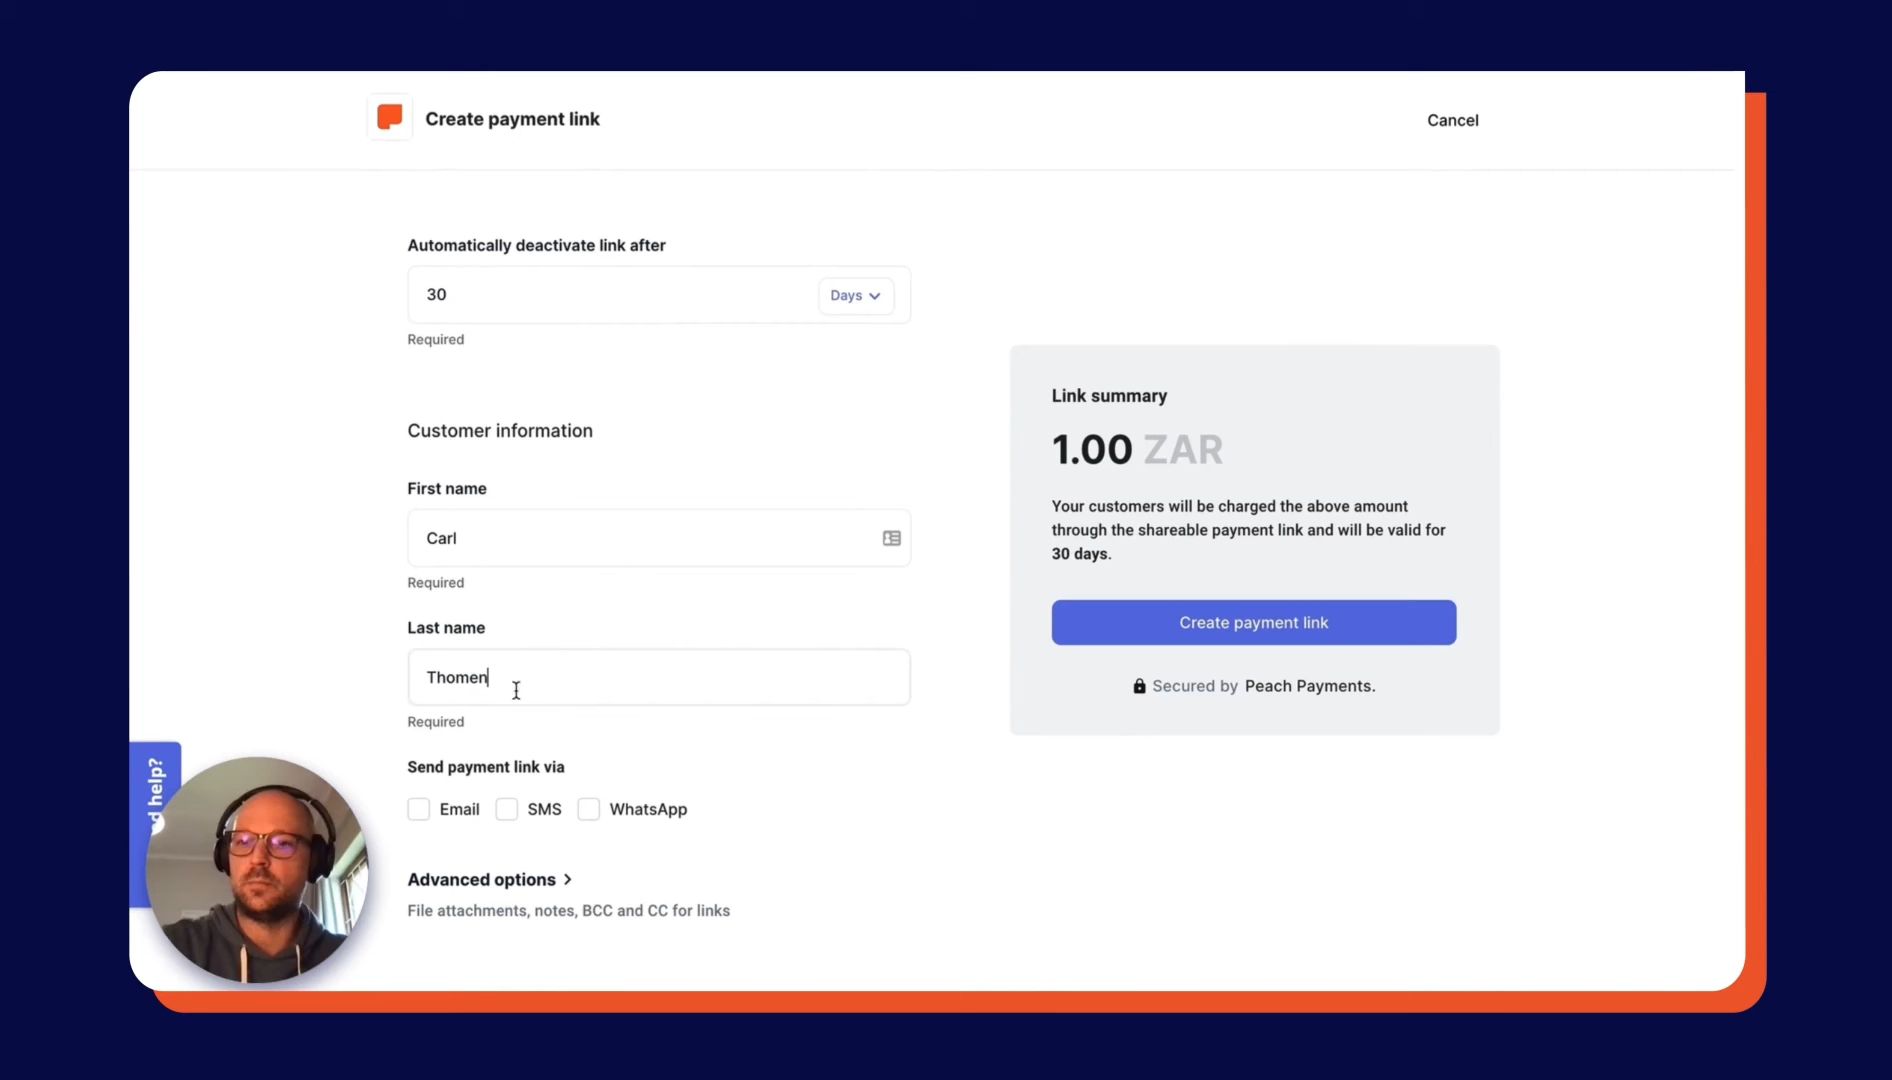 Create payment link
Cancel
Automatically deactivate link after
30
Days
Required
Customer information
First name
Carl
Required
Last name
Thomen
Required
Send payment link via
Email
SMS
WhatsApp
Advanced options
File attachments, notes, BCC and CC for links
Link summary
1.00 ZAR
Your customers will be charged the above amount
through the shareable payment link and will be valid for
30 days.
Create payment link
Secured by Peach Payments.
help?